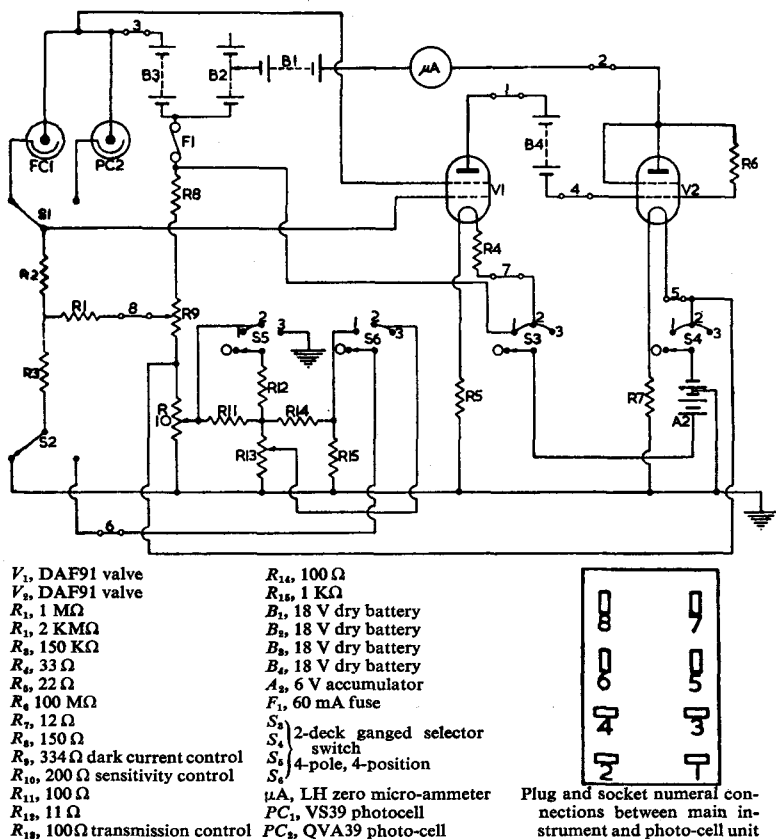 3
B3
B2
B1
μA
2
1
B4
4
FC1
PC2
F1
V1
V2
R6
R8
S1
R4
7
R2
R1
8
R9
5
1 2 3
S5
1 2 3
S6
1 2 3
S3
1 2 3
S4
R3
R12
R5
R7
A2
R10
R11
R14
S2
R13
R15
6
V₁, DAF91 valve
V₂, DAF91 valve
R₁, 1 MΩ
R₁, 2 KMΩ
R₃, 150 KΩ
R₄, 33 Ω
R₅, 22 Ω
R₆ 100 MΩ
R₇, 12 Ω
R₈, 150 Ω
R₉, 334 Ω dark current control
R₁₀, 200 Ω sensitivity control
R₁₁, 100 Ω
R₁₂, 11 Ω
R₁₃, 100 Ω transmission control
R₁₄, 100 Ω
R₁₅, 1 KΩ
B₁, 18 V dry battery
B₂, 18 V dry battery
B₃, 18 V dry battery
B₄, 18 V dry battery
A₂, 6 V accumulator
F₁, 60 mA fuse
S₃
S₄
S₅
S₆
2-deck ganged selector
switch
4-pole, 4-position
μA, LH zero micro-ammeter
PC₁, VS39 photocell
PC₂, QVA39 photo-cell
8 7
6 5
4 3
2 1
Plug and socket numeral con-
nections between main in-
strument and photo-cell unit